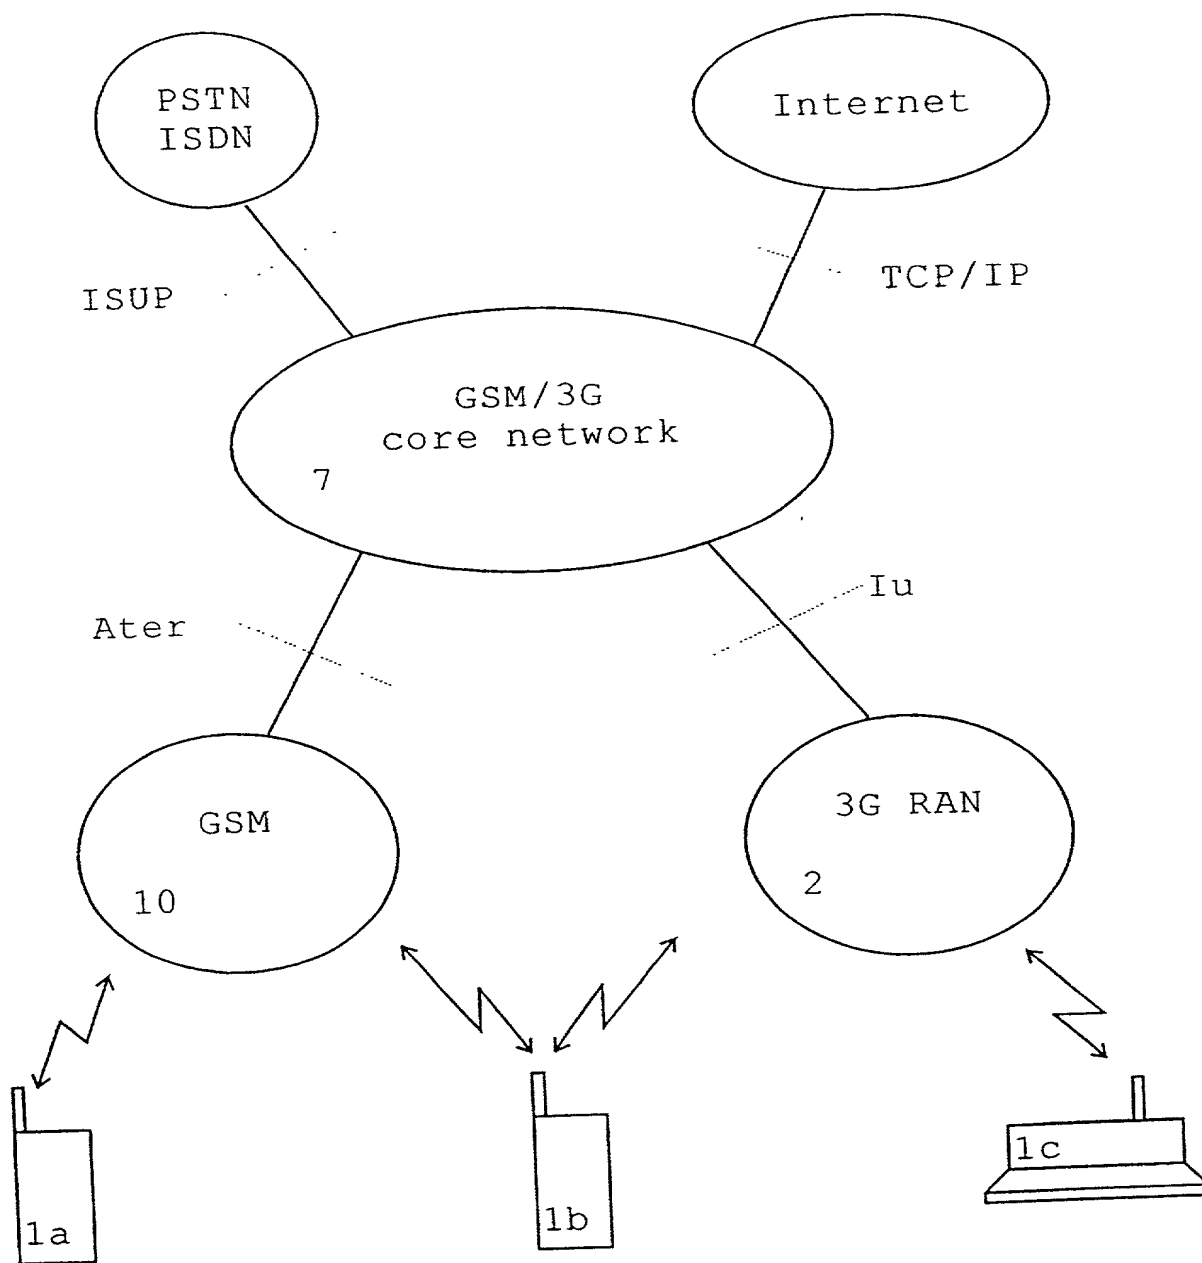 PSTN
ISDN
Internet
ISUP
TCP/IP
GSM/3G
core network
7
Ater
Iu
GSM
10
3G RAN
2
1a
1b
1c